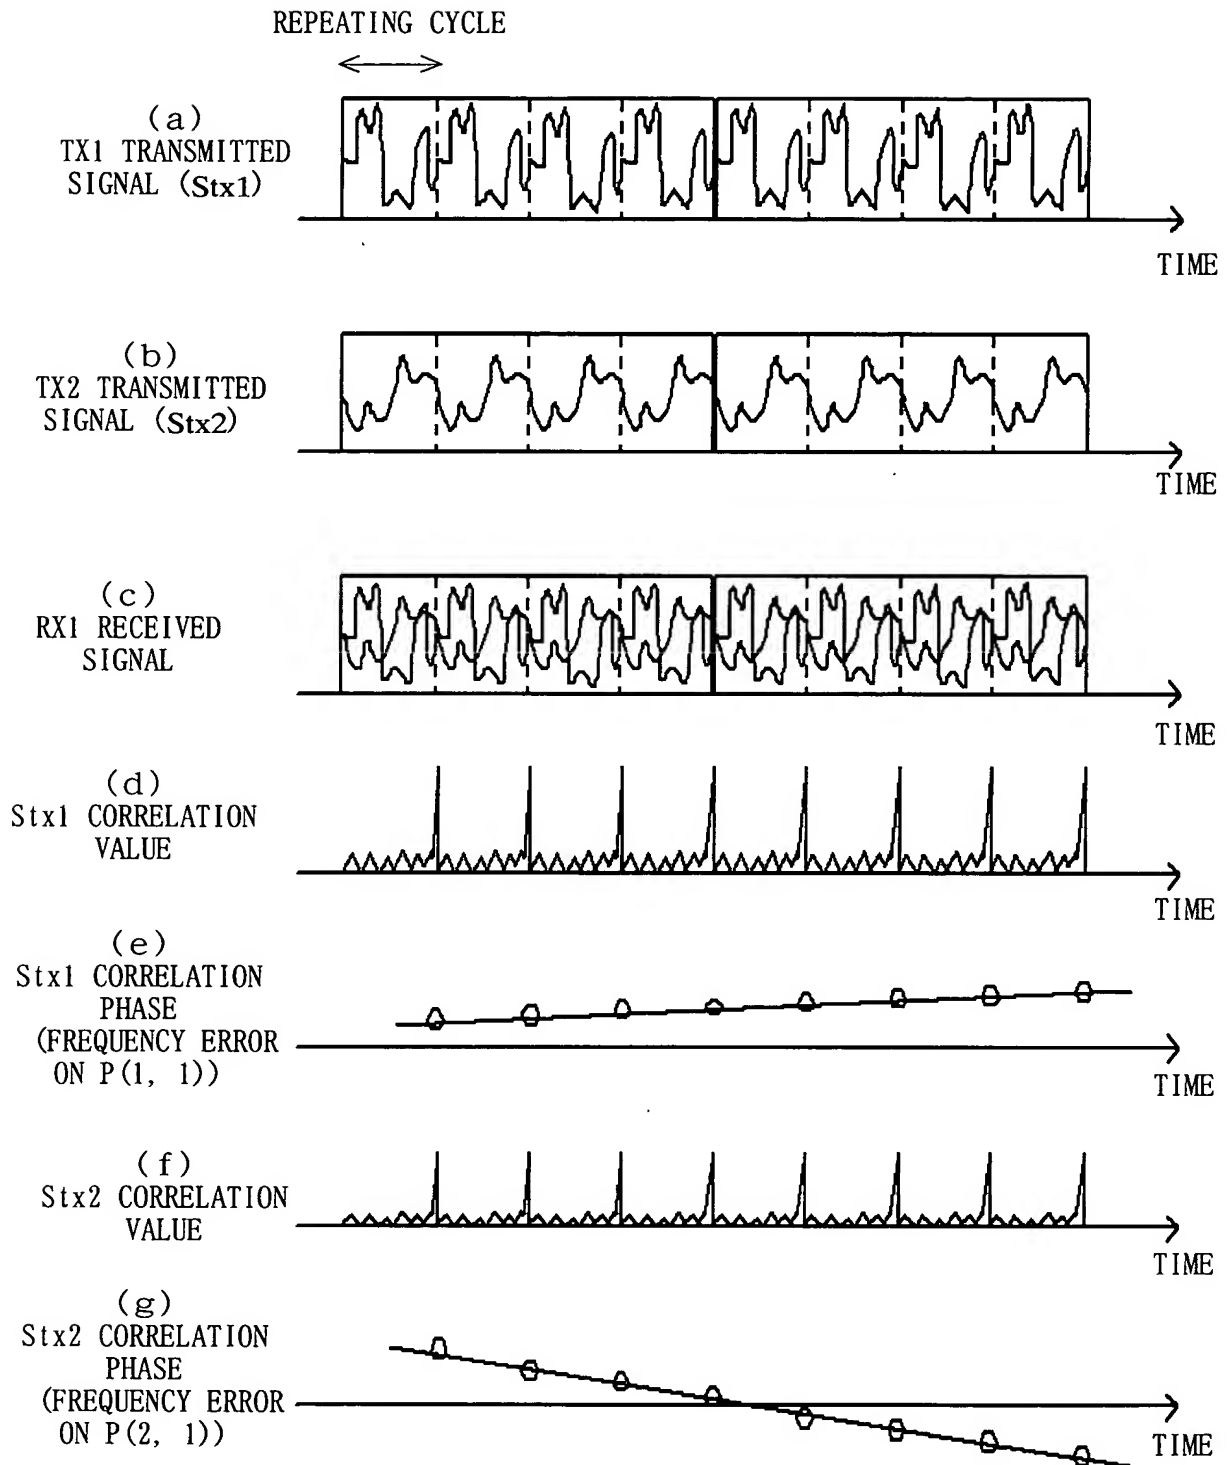 REPEATING CYCLE
(a)
TX1 TRANSMITTED
SIGNAL (Stx1)
TIME
(b)
TX2 TRANSMITTED
SIGNAL (Stx2)
TIME
(c)
RX1 RECEIVED
SIGNAL
TIME
(d)
Stx1 CORRELATION
VALUE
TIME
(e)
Stx1 CORRELATION
PHASE
(FREQUENCY ERROR
ON P(1, 1))
TIME
(f)
Stx2 CORRELATION
VALUE
TIME
(g)
Stx2 CORRELATION
PHASE
(FREQUENCY ERROR
ON P(2, 1))
TIME